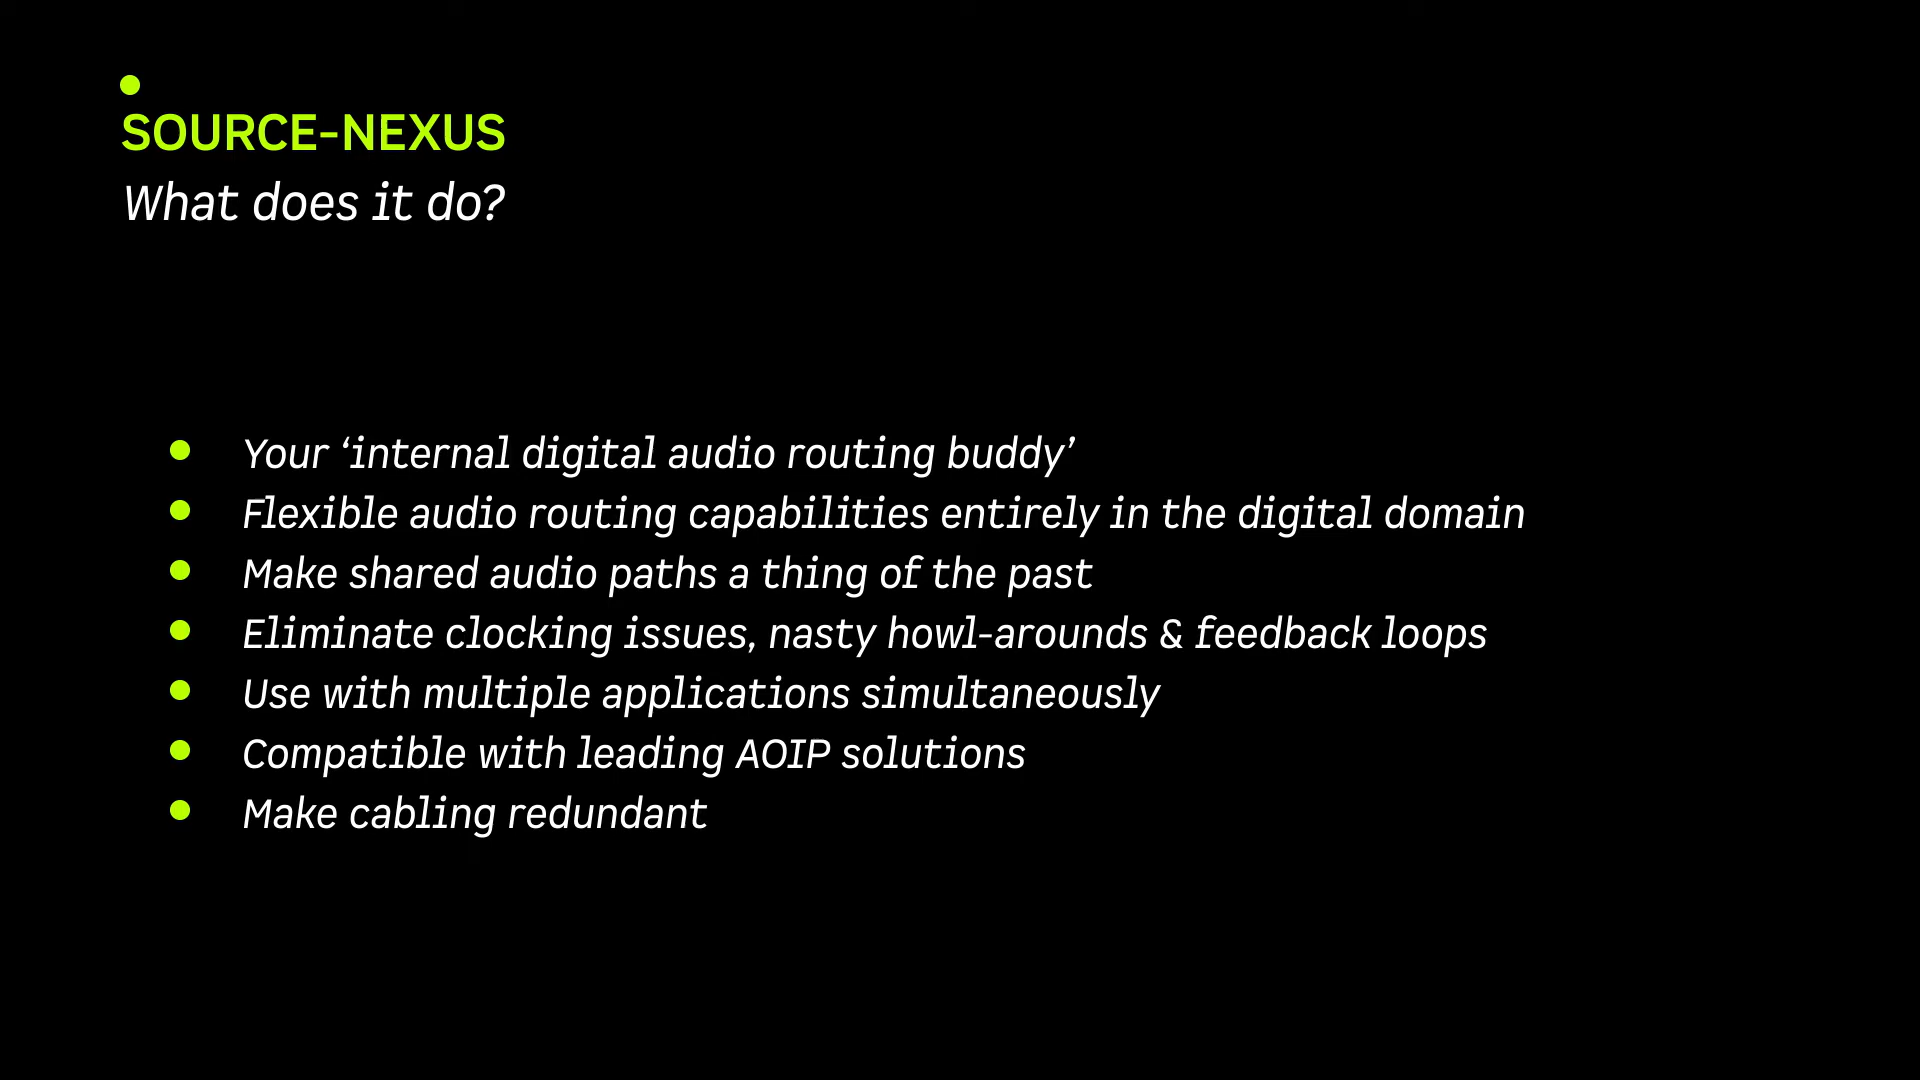 SOURCE-NEXUS
What does it do?
Your ‘internal digital audio routing buddy’
Flexible audio routing capabilities entirely in the digital domain
Make shared audio paths a thing of the past
Eliminate clocking issues, nasty howl-arounds & feedback loops
Use with multiple applications simultaneously
Compatible with leading AOIP solutions
Make cabling redundant